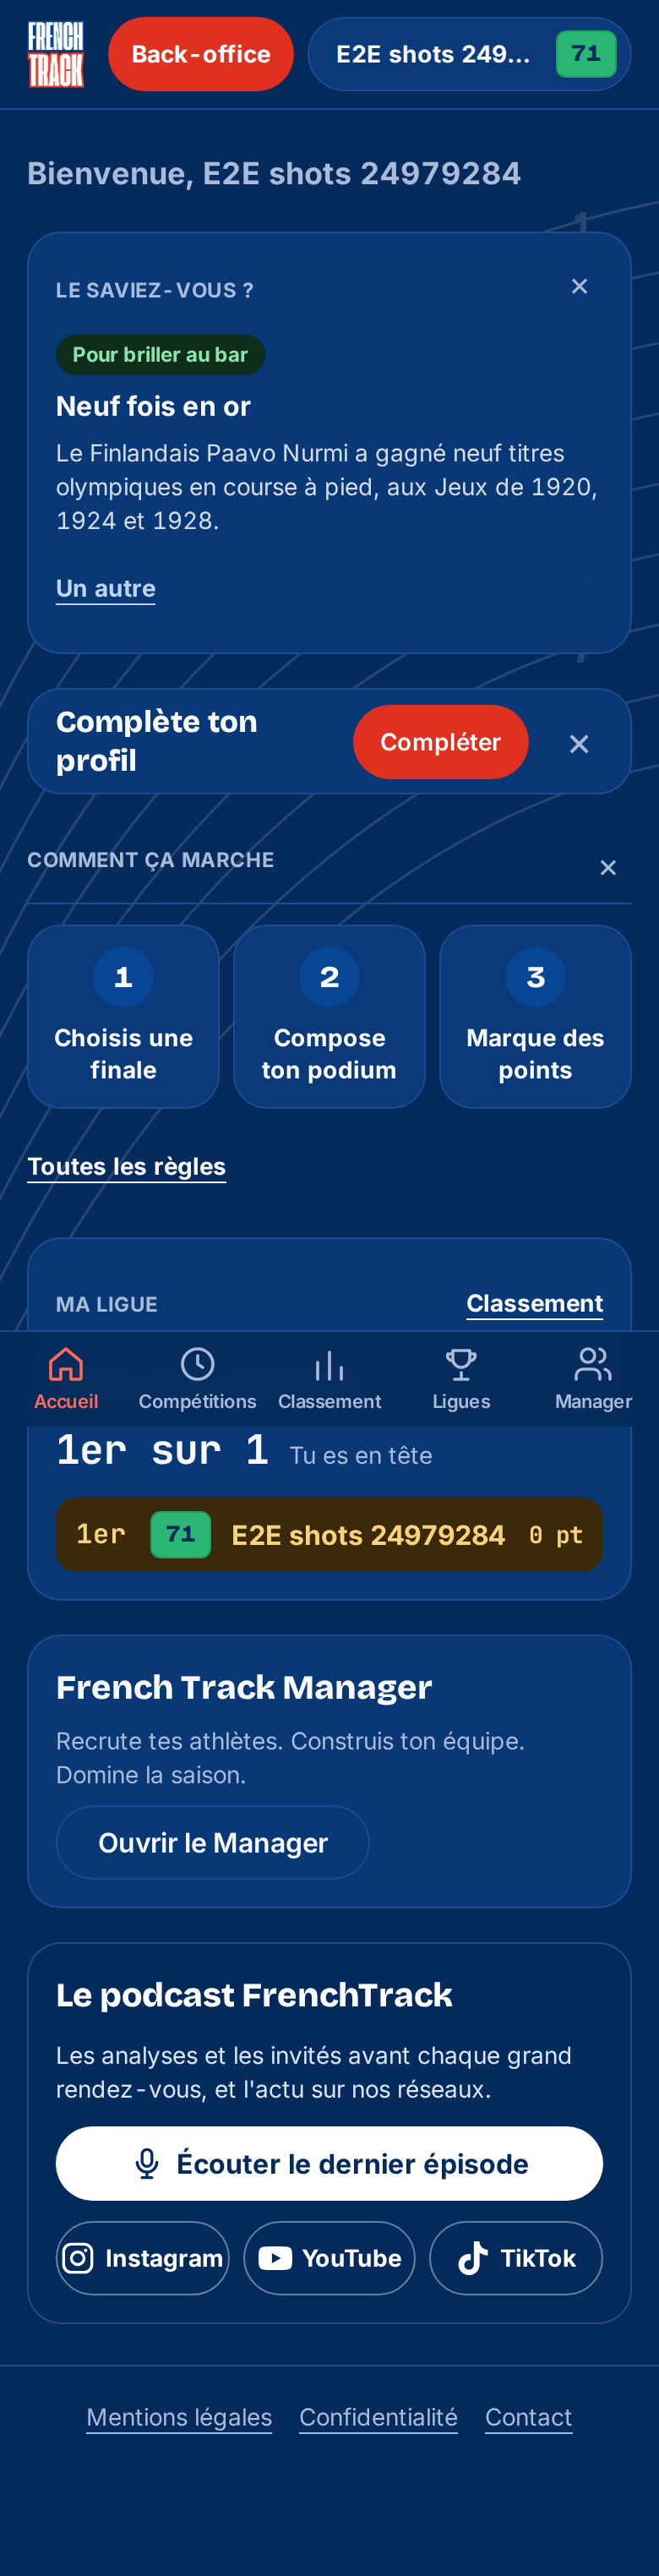 FRENCH
TRACK
Back-office
E2E shots 249...
71
Bienvenue, E2E shots 24979284
1
LE SAVIEZ-VOUS ?
Pour briller au bar
Neuf fois en or
Le Finlandais Paavo Nurmi a gagné neuf titres
olympiques en course à pied, aux Jeux de 1920,
1924 et 1928.
Un autre
Complète ton
profil
Compléter
COMMENT ÇA MARCHE
1
Choisis une
finale
2
Compose
ton podium
3
Marque des
points
Toutes les règles
MA LIGUE
Classement
Accueil
Compétitions
Classement
Ligues
Manager
1er sur 1 Tu es en tête
1er 71 E2E shots 24979284 0 pt
French Track Manager
Recrute tes athlètes. Construis ton équipe.
Domine la saison.
Ouvrir le Manager
Le podcast FrenchTrack
Les analyses et les invités avant chaque grand
rendez-vous, et l'actu sur nos réseaux.
Écouter le dernier épisode
Instagram
YouTube
TikTok
Mentions légales
Confidentialité
Contact